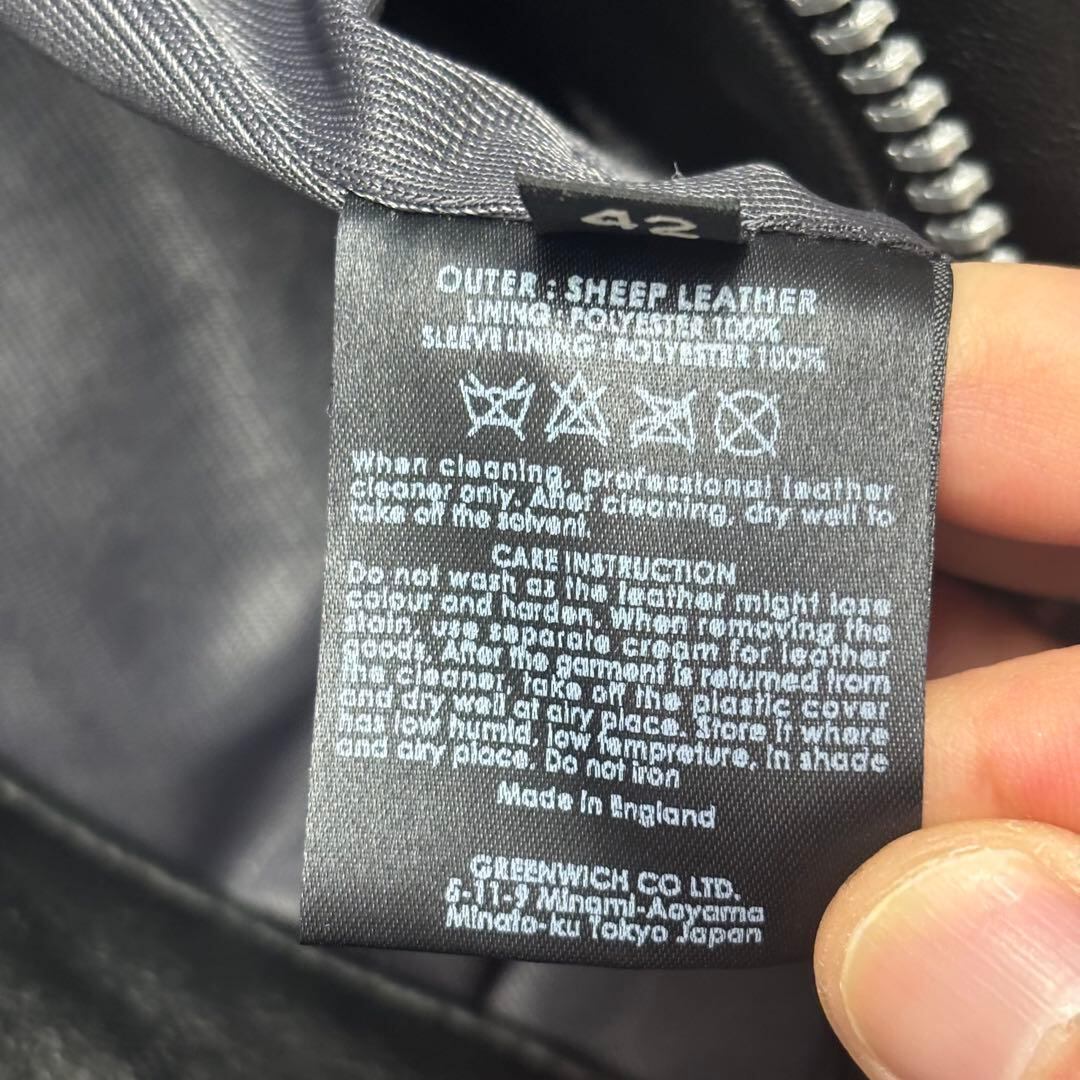 42
OUTER : SHEEP LEATHER
LINING : POLYESTER 100%
SLEEVE LINING : POLYESTER 100%
When cleaning, professional leather
cleaner only. After cleaning, dry well to
take off the solvent.
CARE INSTRUCTION
Do not wash as the leather might lose
colour and harden. When removing the
stain, use separate cream for leather
goods. After the garment is returned from
the cleaner, take off the plastic cover
and dry well at airy place. Store it where
has low humid, low tempreture, in shade
and airy place. Do not iron
Made in England
GREENWICH CO LTD.
6-11-9 Minami-Aoyama
Minato-ku Tokyo Japan